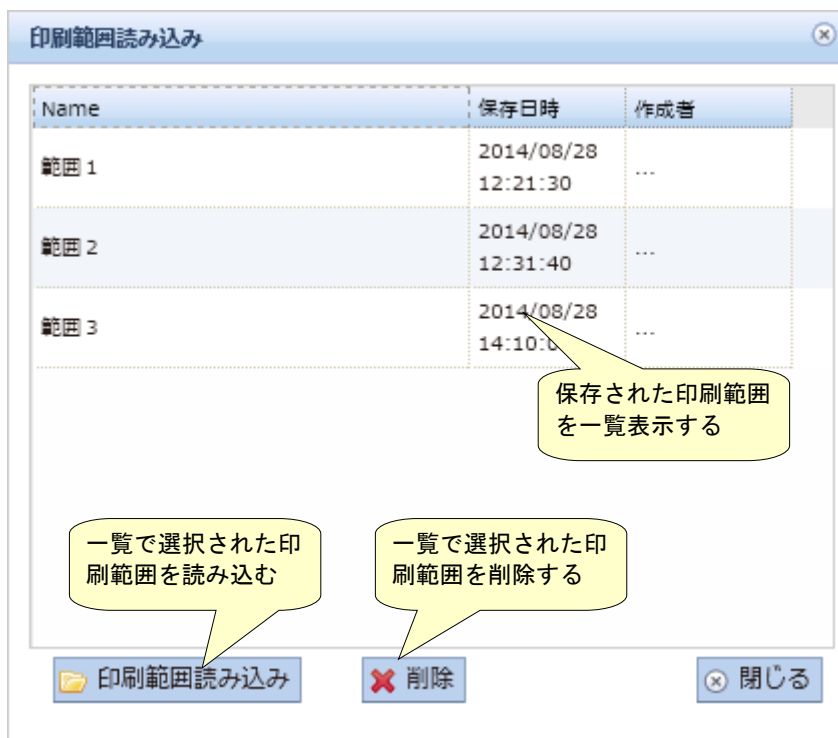 印刷範囲読み込み
Name 保存日時 作成者
範囲 1 2014/08/28 12:21:30 ...
範囲 2 2014/08/28 12:31:40 ...
範囲 3 2014/08/28 ...
保存された印刷範囲
を一覧表示する
一覧で選択された印
刷範囲を読み込む
一覧で選択された印
刷範囲を削除する
印刷範囲読み込み 削除 閉じる